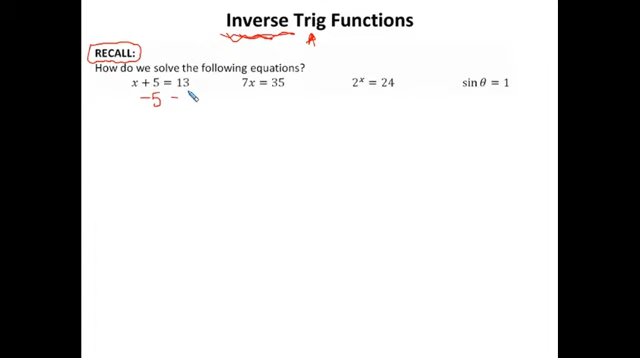 Inverse Trig Functions
RECALL:
How do we solve the following equations?
x + 5 = 13 7x = 35 2ˣ = 24 sin θ = 1
−5 −